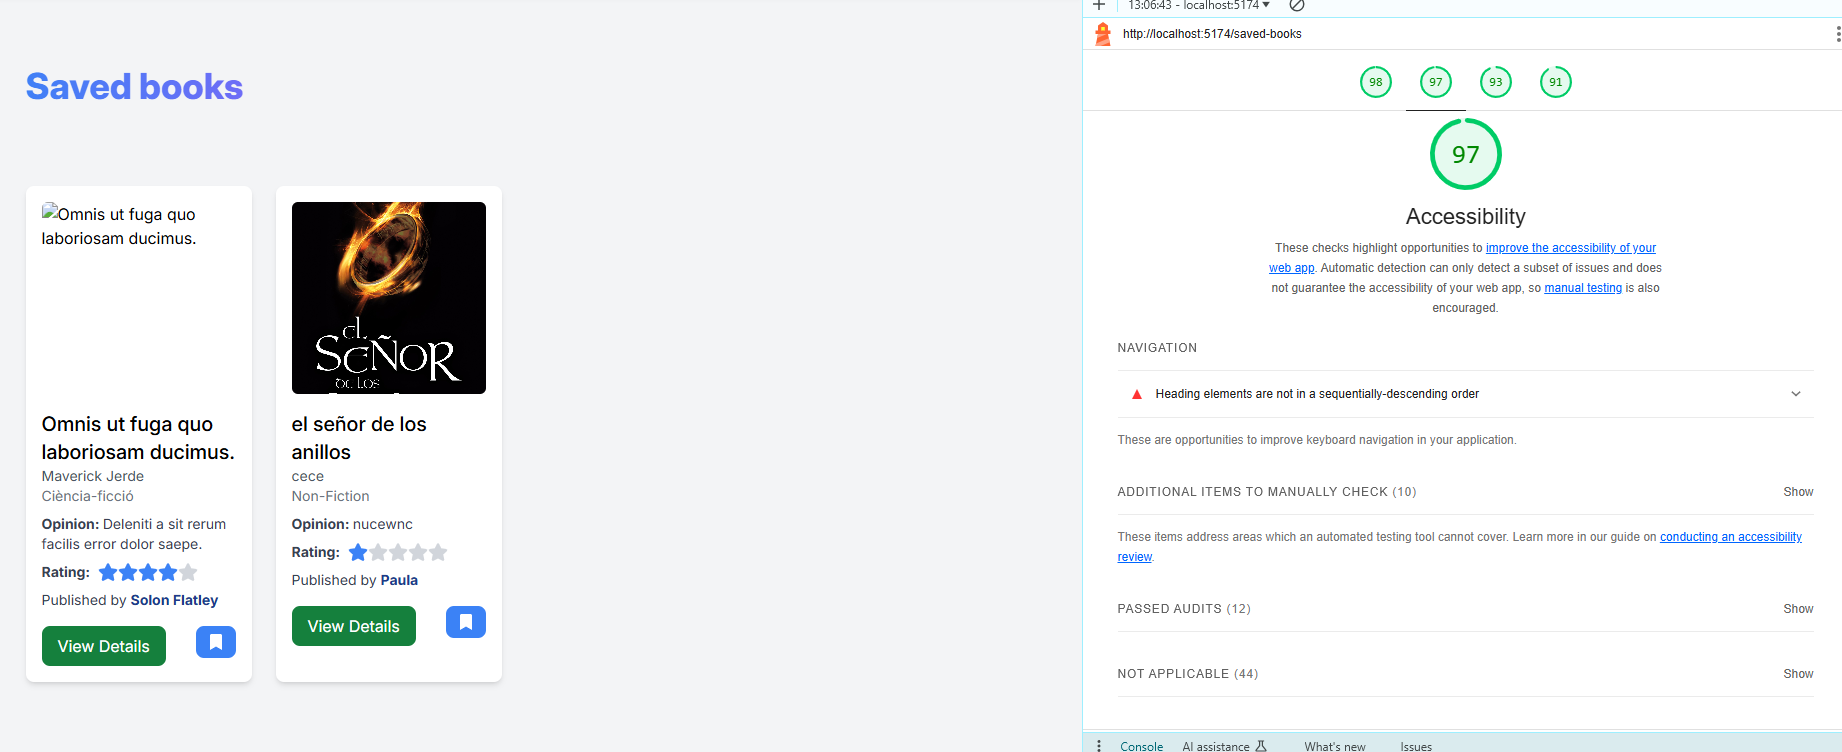 Saved books
Omnis ut fuga quo
laboriosam ducimus.
Omnis ut fuga quo
laboriosam ducimus.
Maverick Jerde
Ciència-ficció
Opinion: Deleniti a sit rerum
facilis error dolor saepe.
Rating:
Published by Solon Flatley
View Details
EL
SEÑOR
DE LOS
el señor de los
anillos
cece
Non-Fiction
Opinion: nucewnc
Rating:
Published by Paula
View Details
13:06:43 - localhost:5174
http://localhost:5174/saved-books
98
97
93
91
97
Accessibility
These checks highlight opportunities to improve the accessibility of your
web app. Automatic detection can only detect a subset of issues and does
not guarantee the accessibility of your web app, so manual testing is also
encouraged.
NAVIGATION
Heading elements are not in a sequentially-descending order
These are opportunities to improve keyboard navigation in your application.
ADDITIONAL ITEMS TO MANUALLY CHECK (10)
Show
These items address areas which an automated testing tool cannot cover. Learn more in our guide on conducting an accessibility
review.
PASSED AUDITS (12)
Show
NOT APPLICABLE (44)
Show
Console
AI assistance
What's new
Issues